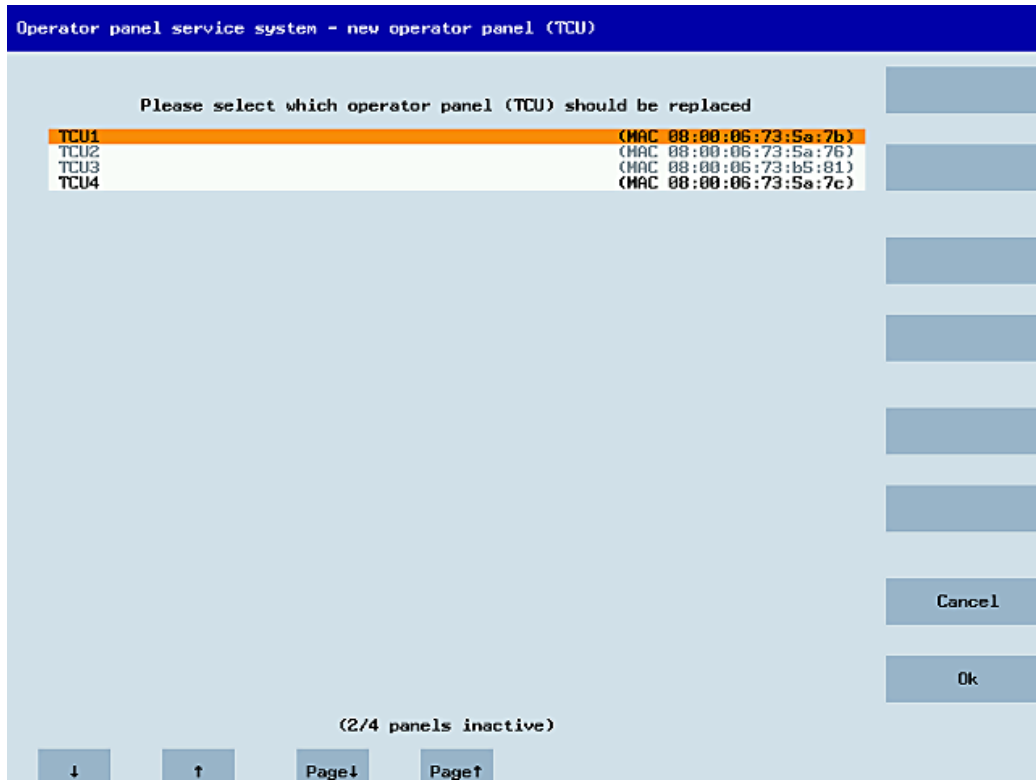 Operator panel service system - new operator panel (TCU)
Please select which operator panel (TCU) should be replaced
TCU1 (MAC 08:00:06:73:5a:7b)
TCU2 (MAC 08:00:06:73:5a:76)
TCU3 (MAC 08:00:06:73:b5:81)
TCU4 (MAC 08:00:06:73:5a:7c)
Cancel
Ok
(2/4 panels inactive)
↓ ↑ Page↓ Page↑